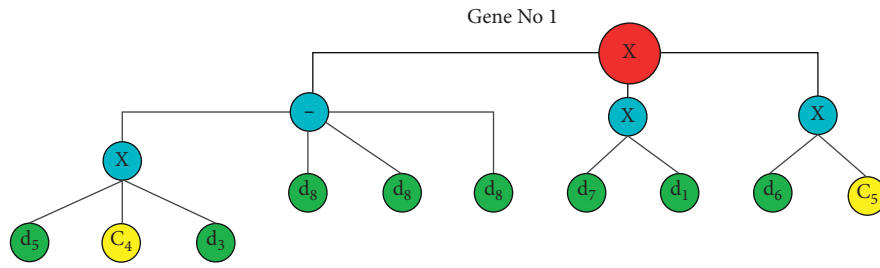 Gene No 1
X
– X X
X
d8 d8 d8 d7 d1 d6 C5
d5 C4 d3